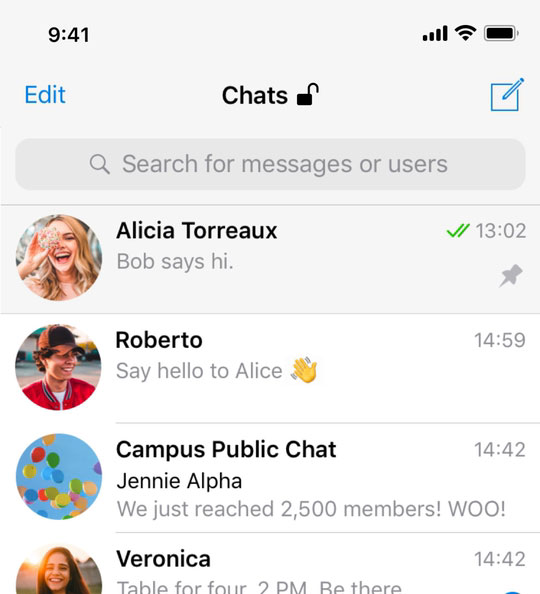 9:41
Edit
Chats
Search for messages or users
Alicia Torreaux 13:02
Bob says hi.
Roberto 14:59
Say hello to Alice 👋
Campus Public Chat 14:42
Jennie Alpha
We just reached 2,500 members! WOO!
Veronica 14:42
Table for four, 2 PM. Be there.